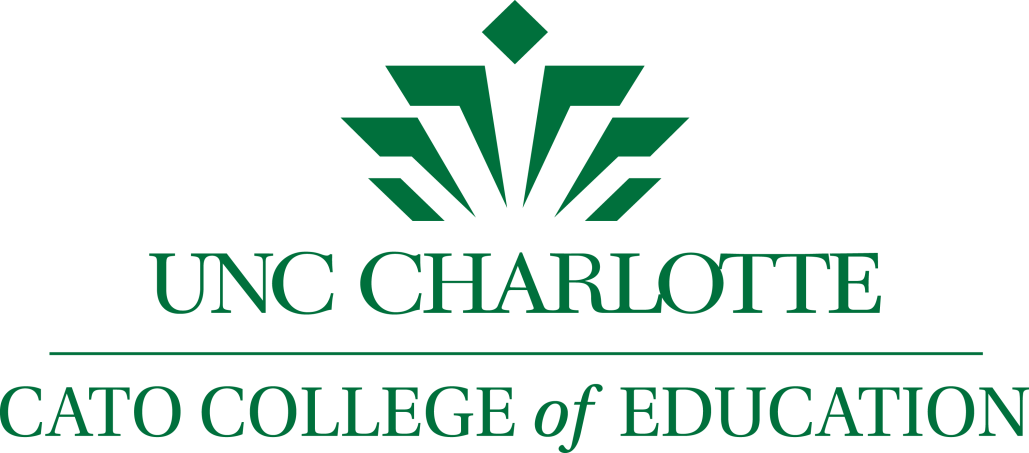 UNC CHARLOTTE
CATO COLLEGE of EDUCATION